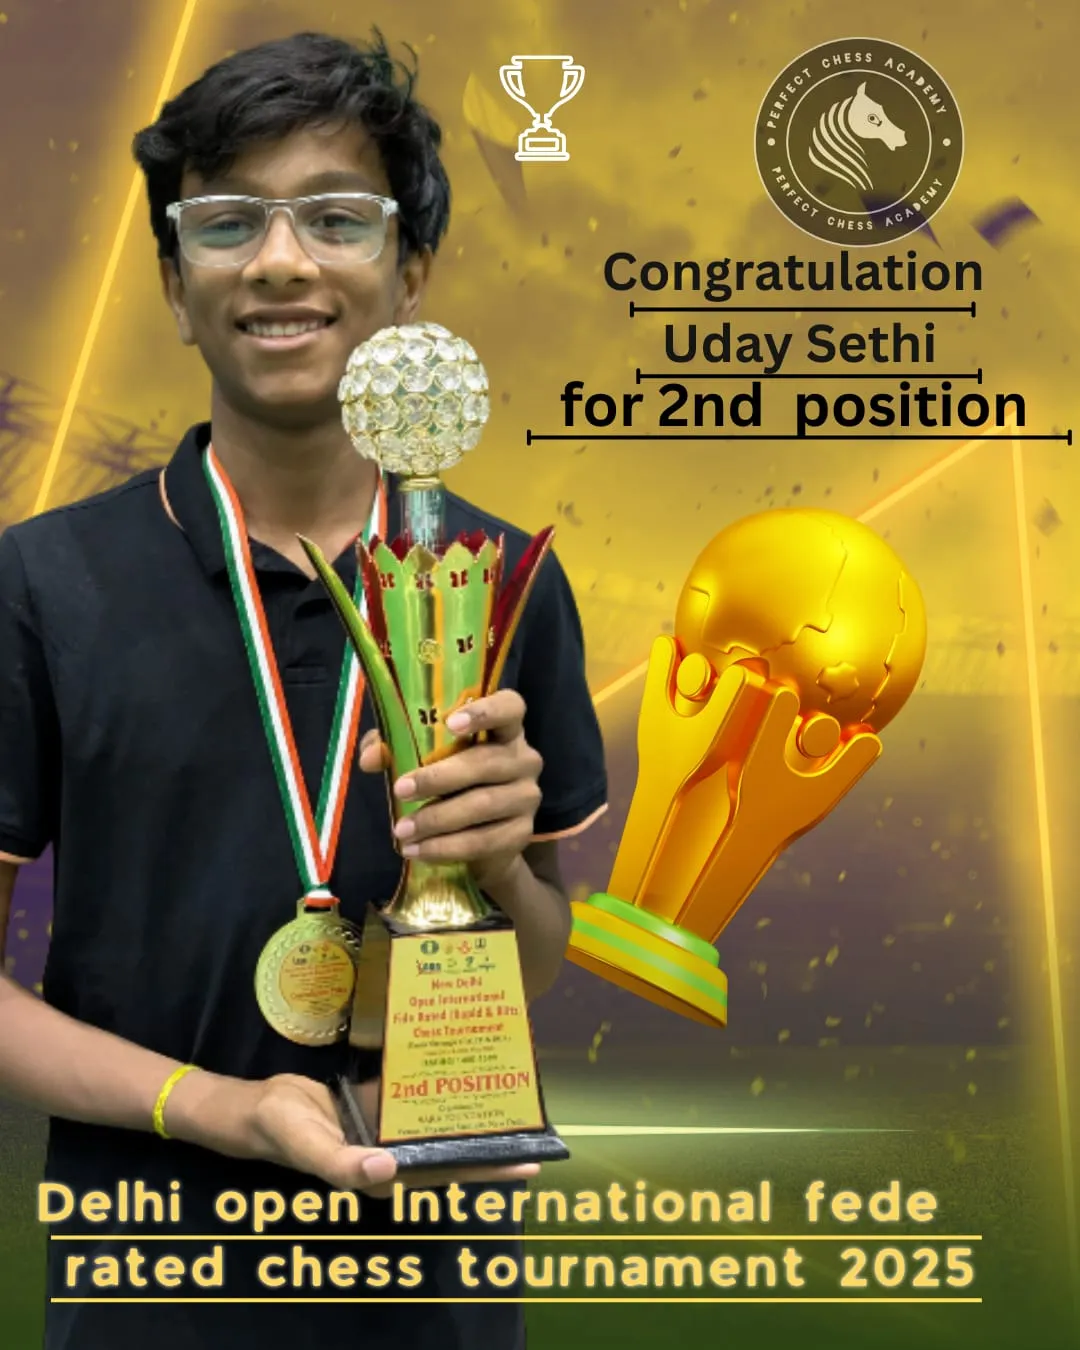 PERFECT CHESS ACADEMY
PERFECT CHESS ACADEMY
Congratulation
Uday Sethi
for 2nd position
New Delhi
Open International
Fide Rated (Rapid & Blitz)
Chess Tournament
2nd POSITION
Delhi open International fede
rated chess tournament 2025